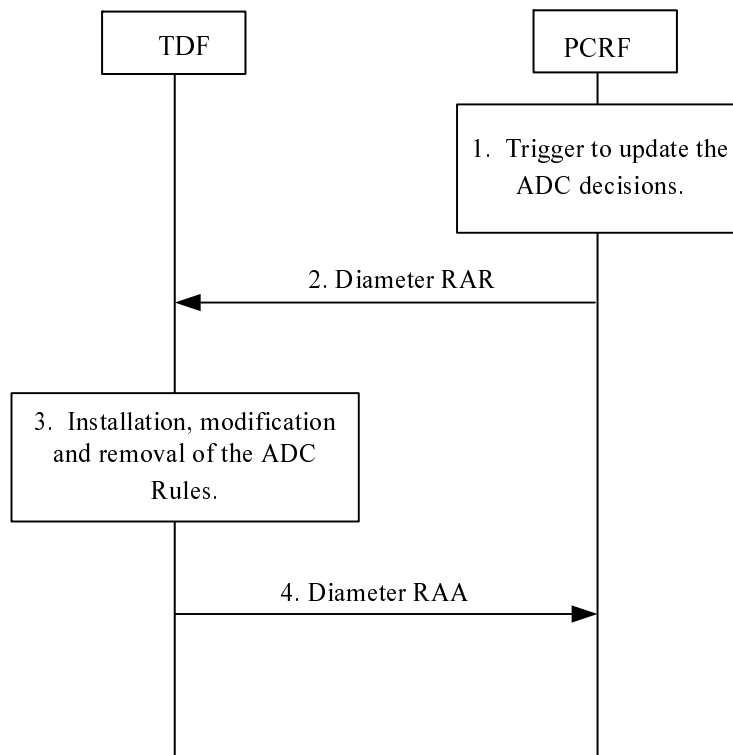 TDF
PCRF
1. Trigger to update the
ADC decisions.
2. Diameter RAR
3. Installation, modification
and removal of the ADC
Rules.
4. Diameter RAA